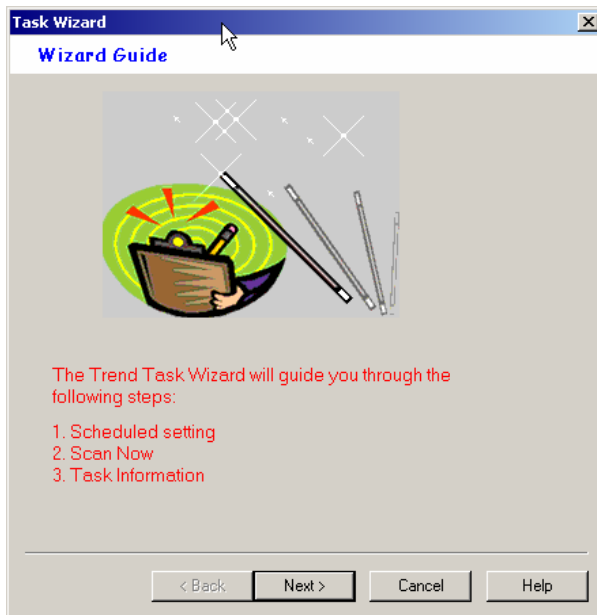 Task Wizard
Wizard Guide
The Trend Task Wizard will guide you through the
following steps:
1. Scheduled setting
2. Scan Now
3. Task Information
< Back Next > Cancel Help